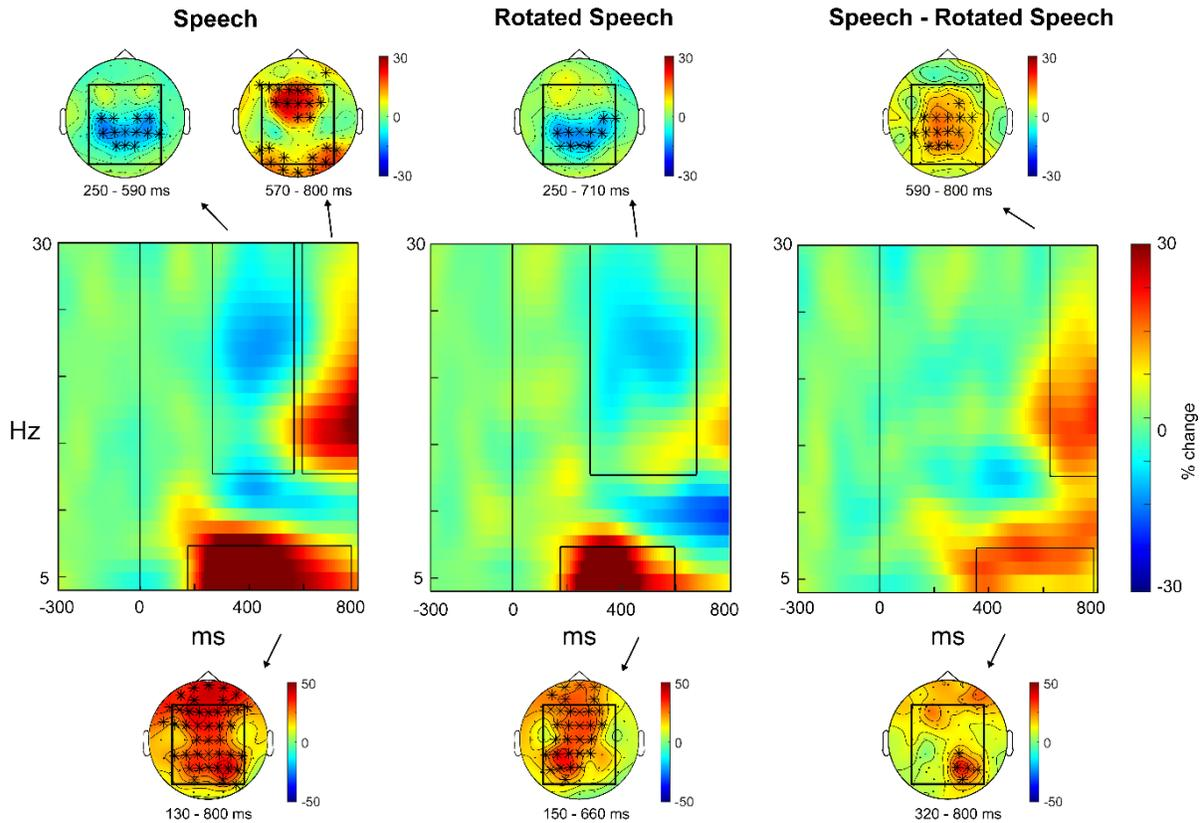 Speech
Rotated Speech
Speech - Rotated Speech
30
0
-30
250 - 590 ms
30
0
-30
570 - 800 ms
30
0
-30
250 - 710 ms
30
0
-30
590 - 800 ms
30
Hz
5
-300 0 400 800
ms
30
5
-300 0 400 800
ms
30
5
-300 0 400 800
ms
30
0
-30
% change
50
0
-50
130 - 800 ms
50
0
-50
150 - 660 ms
50
0
-50
320 - 800 ms